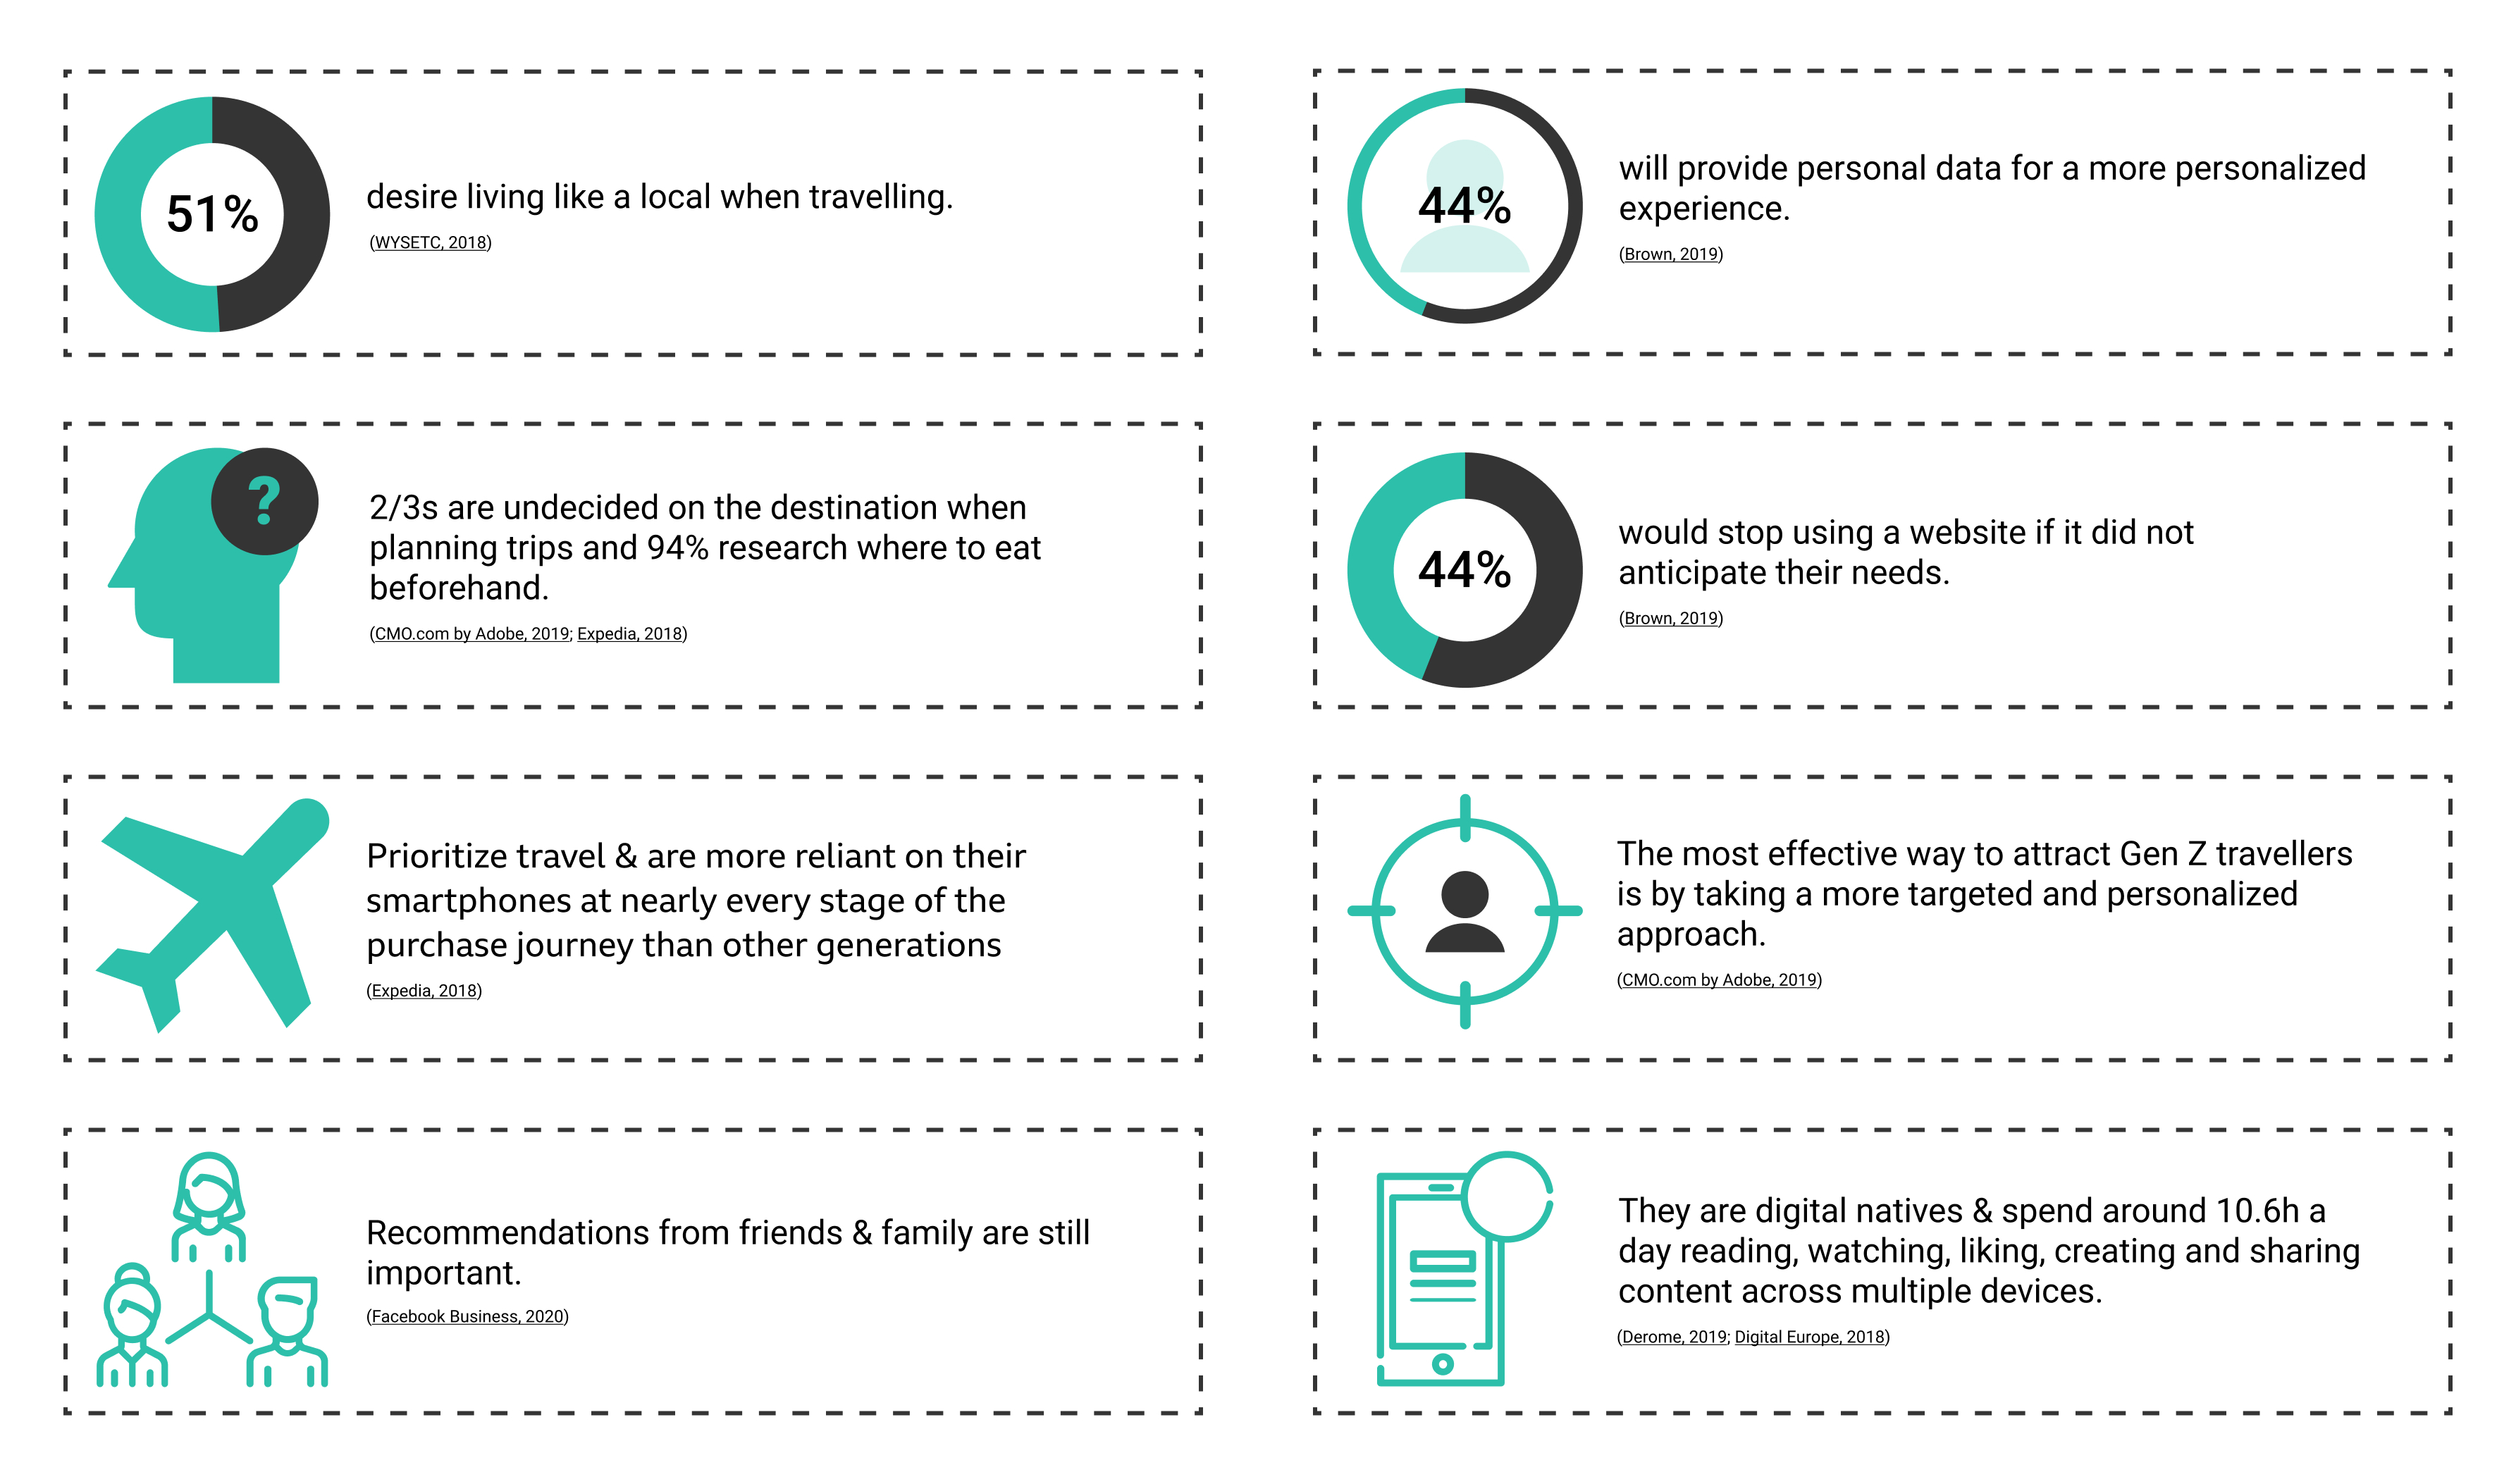 51%
desire living like a local when travelling.
(WYSETC, 2018)
44%
will provide personal data for a more personalized
experience.
(Brown, 2019)
?
2/3s are undecided on the destination when
planning trips and 94% research where to eat
beforehand.
(CMO.com by Adobe, 2019; Expedia, 2018)
44%
would stop using a website if it did not
anticipate their needs.
(Brown, 2019)
Prioritize travel & are more reliant on their
smartphones at nearly every stage of the
purchase journey than other generations
(Expedia, 2018)
The most effective way to attract Gen Z travellers
is by taking a more targeted and personalized
approach.
(CMO.com by Adobe, 2019)
Recommendations from friends & family are still
important.
(Facebook Business, 2020)
They are digital natives & spend around 10.6h a
day reading, watching, liking, creating and sharing
content across multiple devices.
(Derome, 2019; Digital Europe, 2018)